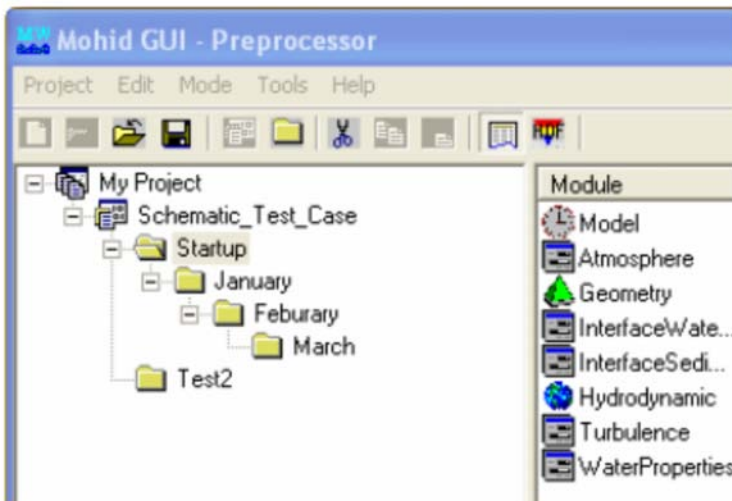 Mohid GUI - Preprocessor
Project Edit Mode Tools Help
My Project
Schematic_Test_Case
Startup
January
Feburary
March
Test2
Module
Model
Atmosphere
Geometry
InterfaceWate...
InterfaceSedi...
Hydrodynamic
Turbulence
WaterProperties